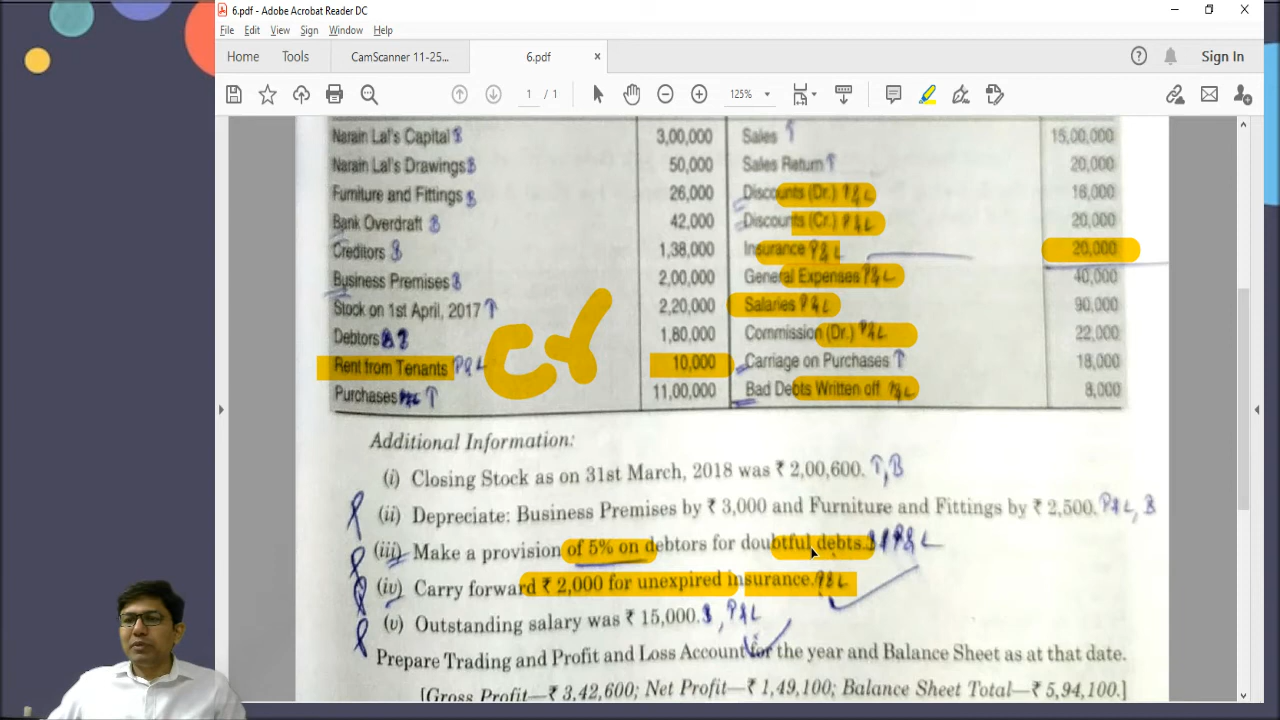 6.pdf - Adobe Acrobat Reader DC
File Edit View Sign Window Help
Home Tools CamScanner 11-25... 6.pdf × Sign In
1 / 1 125%
Narain Lal's Capital B 3,00,000 Sales T 15,00,000
Narain Lal's Drawings B 50,000 Sales Return T 20,000
Furniture and Fittings B 26,000 Discounts (Dr.) P&L 16,000
Bank Overdraft B 42,000 Discounts (Cr.) P&L 20,000
Creditors B 1,38,000 Insurance P&L 20,000
Business Premises B 2,00,000 General Expenses P&L 40,000
Stock on 1st April, 2017 T 2,20,000 Salaries P&L 90,000
Debtors B 1,80,000 Commission (Dr.) P&L 22,000
Rent from Tenants P&L Cr 10,000 Carriage on Purchases T 18,000
Purchases T 11,00,000 Bad Debts Written off P&L 8,000
Additional Information:
(i) Closing Stock as on 31st March, 2018 was ₹ 2,00,600. T, B
(ii) Depreciate: Business Premises by ₹ 3,000 and Furniture and Fittings by ₹ 2,500. P&L, B
(iii) Make a provision of 5% on debtors for doubtful debts. P&L
(iv) Carry forward ₹ 2,000 for unexpired insurance. P&L
(v) Outstanding salary was ₹ 15,000. B, P&L
Prepare Trading and Profit and Loss Account for the year and Balance Sheet as at that date.
[Gross Profit—₹ 3,42,600; Net Profit—₹ 1,49,100; Balance Sheet Total—₹ 5,94,100.]